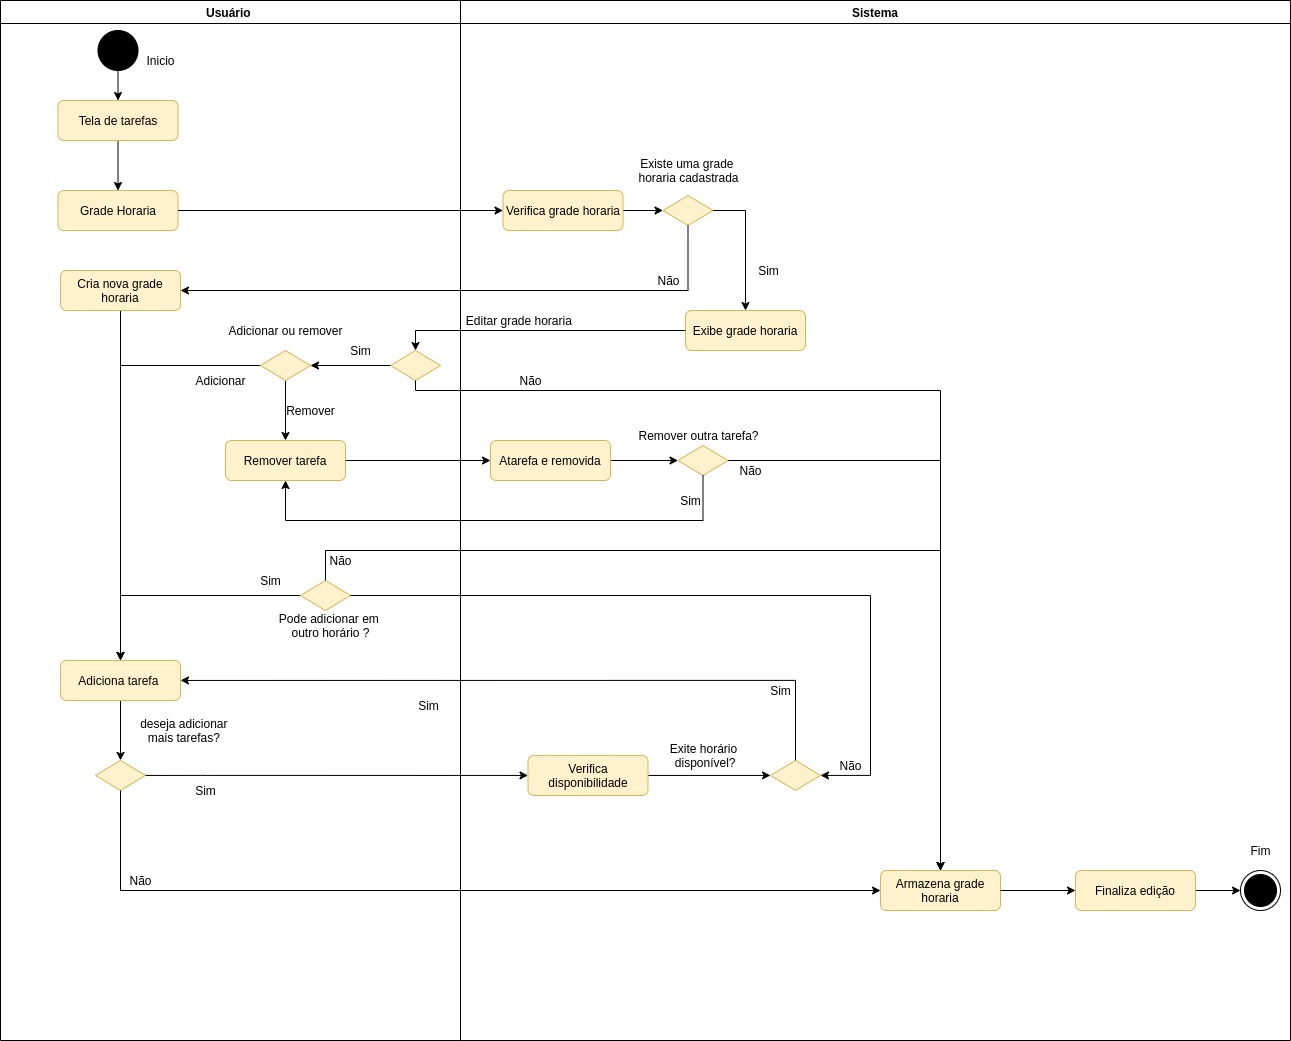 Usuário
Sistema
Inicio
Tela de tarefas
Existe uma grade
horaria cadastrada
Grade Horaria
Verifica grade horaria
Sim
Não
Cria nova grade
horaria
Editar grade horaria
Exibe grade horaria
Adicionar ou remover
Sim
Adicionar
Não
Remover
Remover outra tarefa?
Remover tarefa
Atarefa e removida
Não
Sim
Não
Sim
Pode adicionar em
outro horário ?
Adiciona tarefa
Sim
Sim
deseja adicionar
mais tarefas?
Exite horário
disponível?
Não
Verifica
disponibilidade
Sim
Fim
Não
Armazena grade
horaria
Finaliza edição